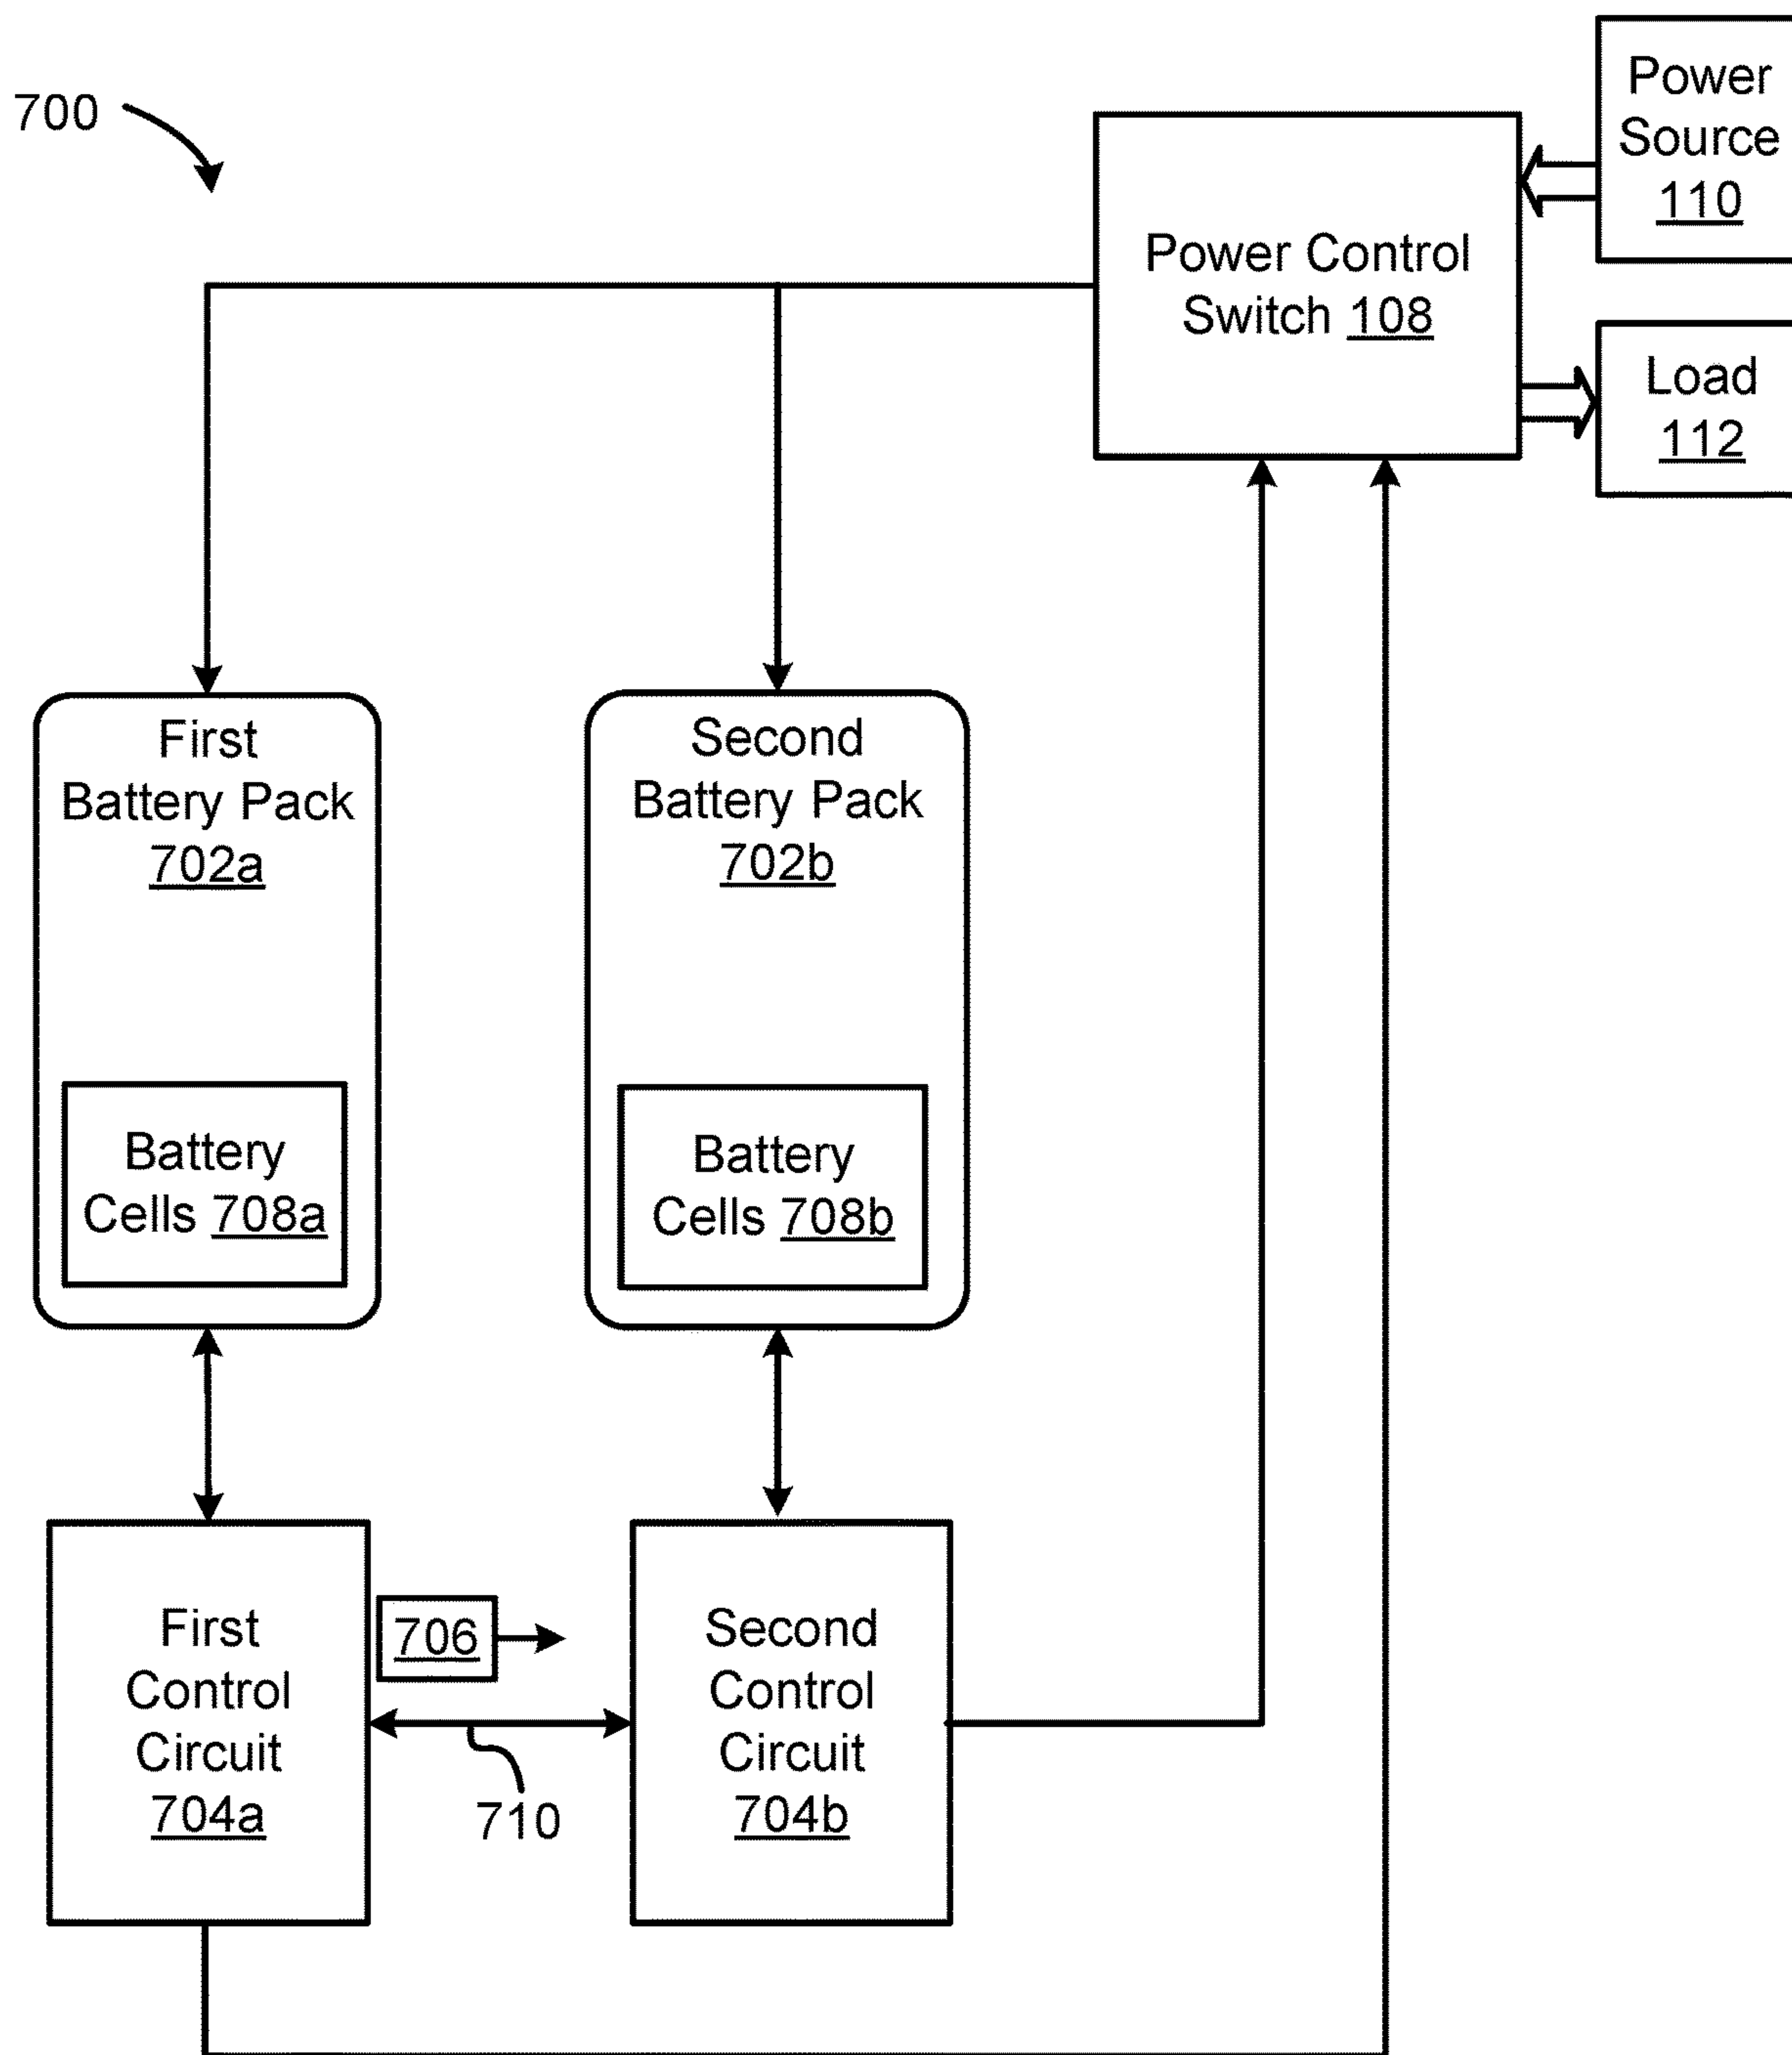 700
Power
Source
110
Power Control
Switch 108
Load
112
First
Battery Pack
702a
Second
Battery Pack
702b
Battery
Cells 708a
Battery
Cells 708b
First
Control
Circuit
704a
706
710
Second
Control
Circuit
704b